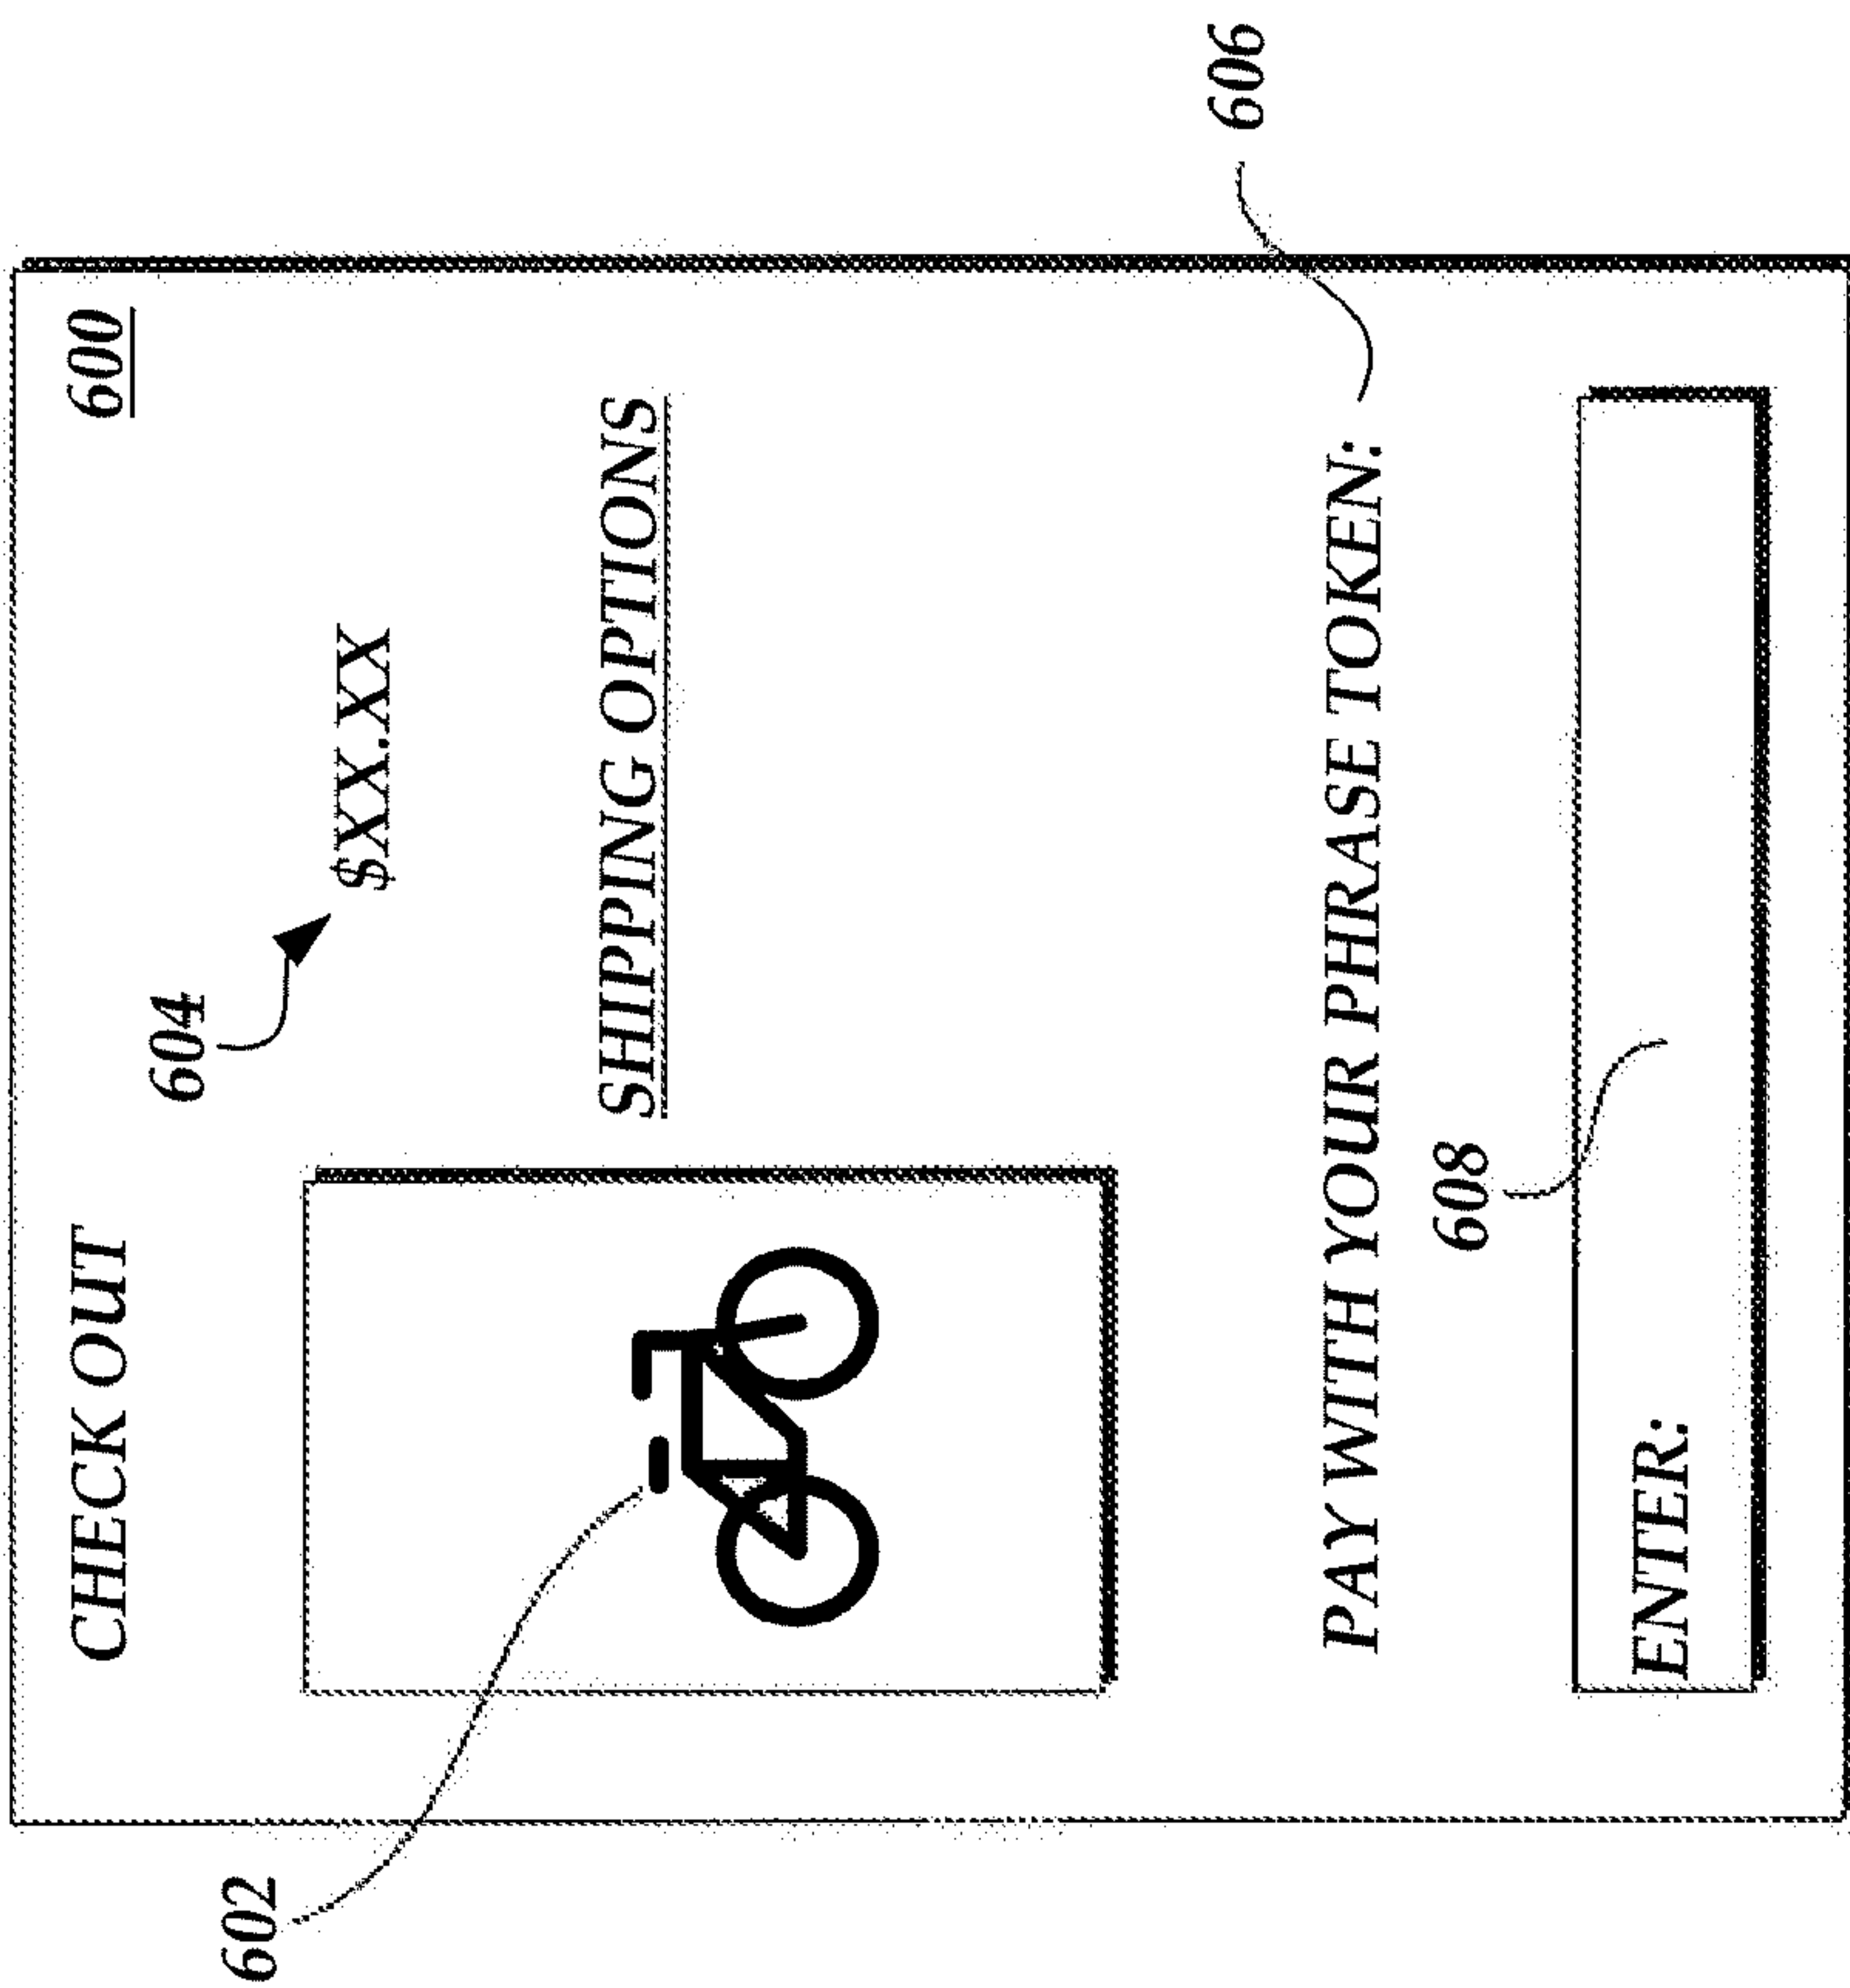 CHECK OUT
600
604
$XX.XX
602
SHIPPING OPTIONS
606
PAY WITH YOUR PHRASE TOKEN:
608
ENTER: